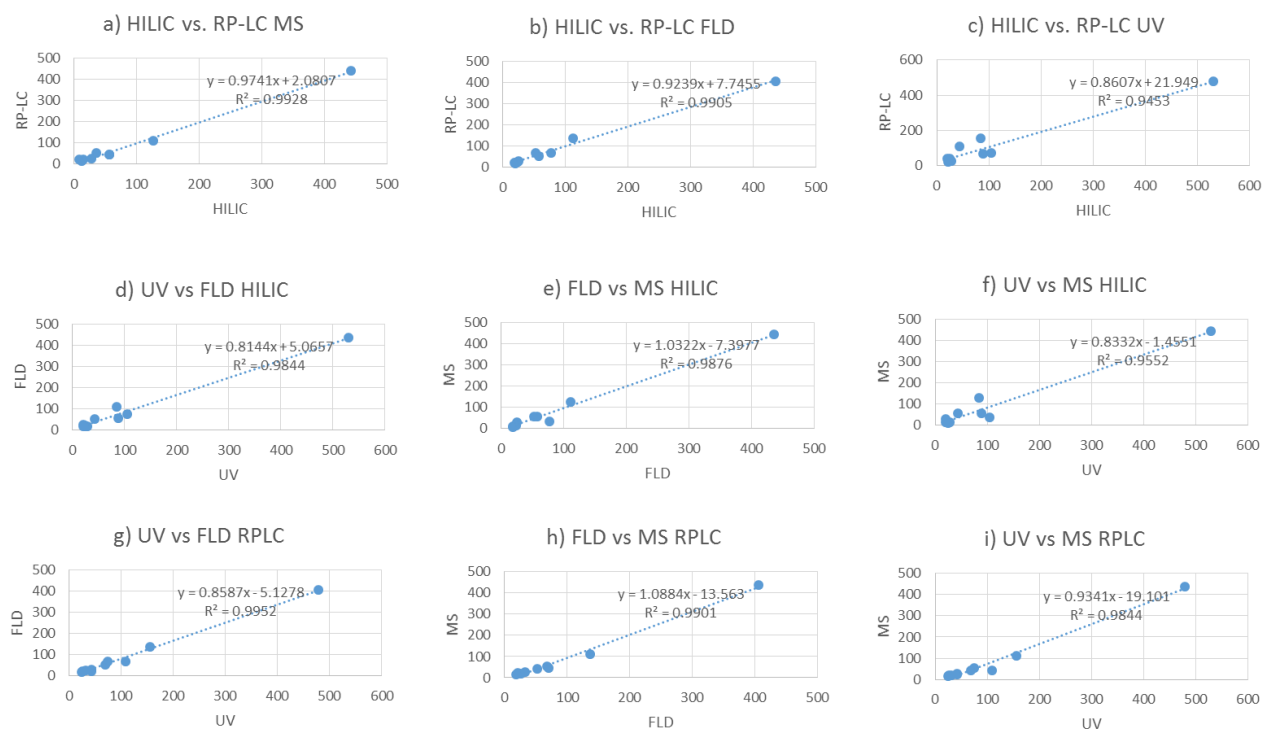 a) HILIC vs. RP-LC MS
500
400
300
200
100
0
0 100 200 300 400 500
RP-LC
HILIC
y = 0.9741x + 2.0807
R² = 0.9928
b) HILIC vs. RP-LC FLD
500
400
300
200
100
0
0 100 200 300 400 500
RP-LC
HILIC
y = 0.9239x + 7.7455
R² = 0.9905
c) HILIC vs. RP-LC UV
600
400
200
0
0 100 200 300 400 500 600
RP-LC
HILIC
y = 0.8607x + 21.949
R² = 0.9453
d) UV vs FLD HILIC
500
400
300
200
100
0
0 100 200 300 400 500 600
FLD
UV
y = 0.8144x + 5.0657
R² = 0.9844
e) FLD vs MS HILIC
500
400
300
200
100
0
0 100 200 300 400 500
MS
FLD
y = 1.0322x - 7.3977
R² = 0.9876
f) UV vs MS HILIC
500
400
300
200
100
0
0 100 200 300 400 500 600
MS
UV
y = 0.8332x - 1.4551
R² = 0.9552
g) UV vs FLD RPLC
500
400
300
200
100
0
0 100 200 300 400 500 600
FLD
UV
y = 0.8587x - 5.1278
R² = 0.9952
h) FLD vs MS RPLC
500
400
300
200
100
0
0 100 200 300 400 500
MS
FLD
y = 1.0884x - 13.563
R² = 0.9901
i) UV vs MS RPLC
500
400
300
200
100
0
0 100 200 300 400 500 600
MS
UV
y = 0.9341x - 19.101
R² = 0.9844